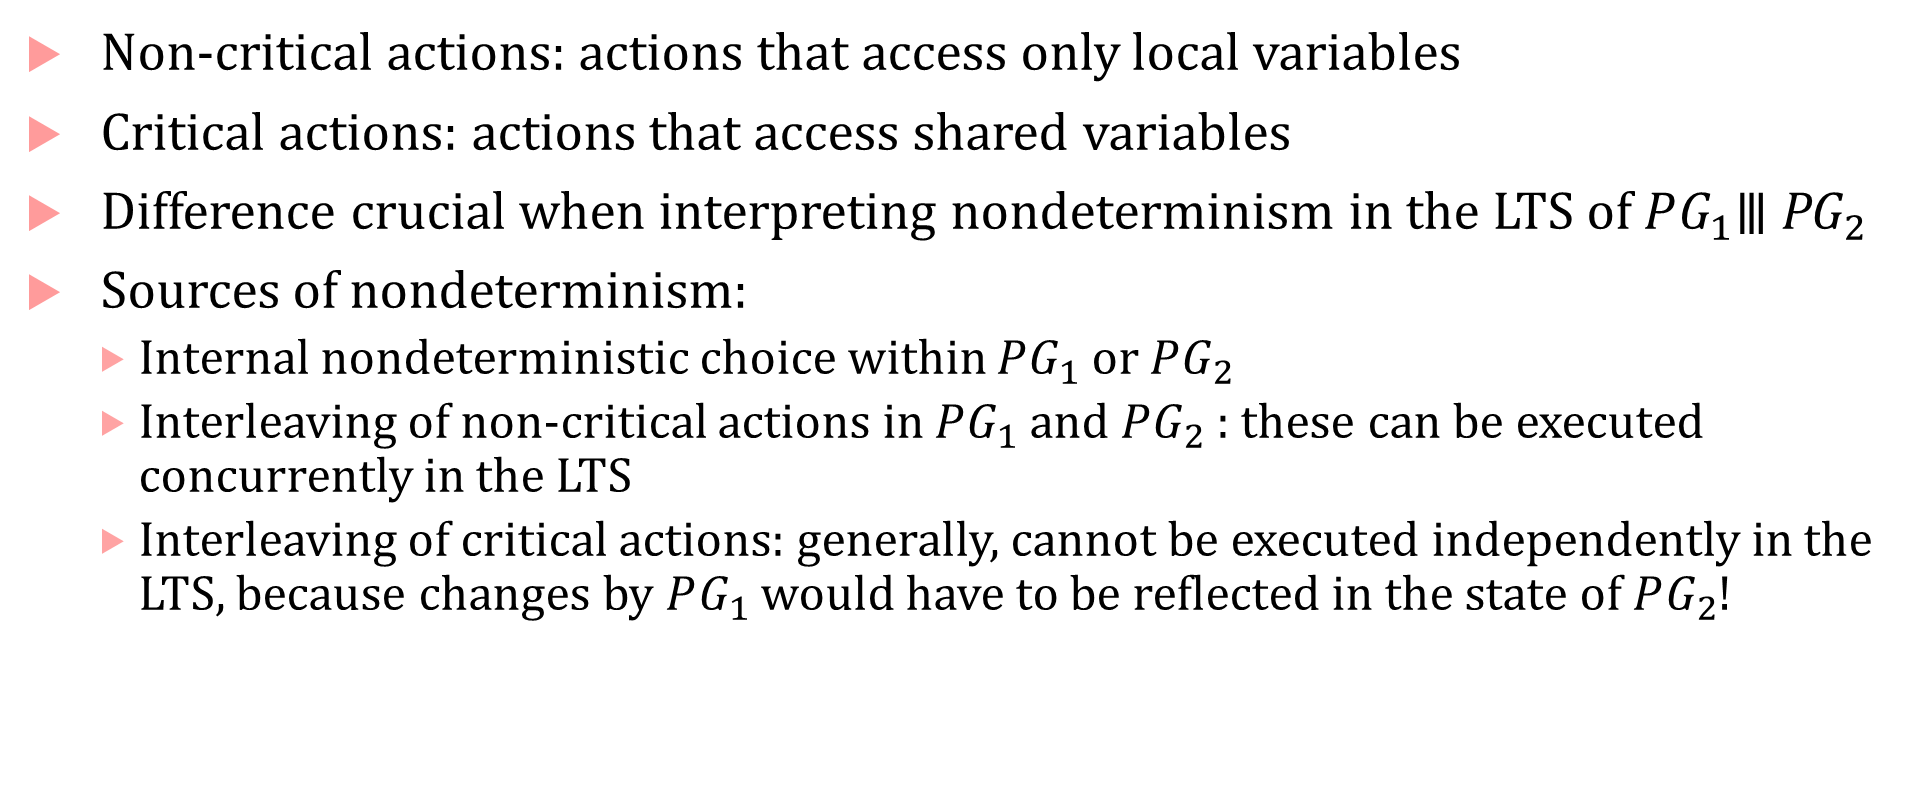 Non-critical actions: actions that access only local variables
Critical actions: actions that access shared variables
Difference crucial when interpreting nondeterminism in the LTS of PG₁||| PG₂
Sources of nondeterminism:
Internal nondeterministic choice within PG₁ or PG₂
Interleaving of non-critical actions in PG₁ and PG₂ : these can be executed
concurrently in the LTS
Interleaving of critical actions: generally, cannot be executed independently in the
LTS, because changes by PG₁ would have to be reflected in the state of PG₂!